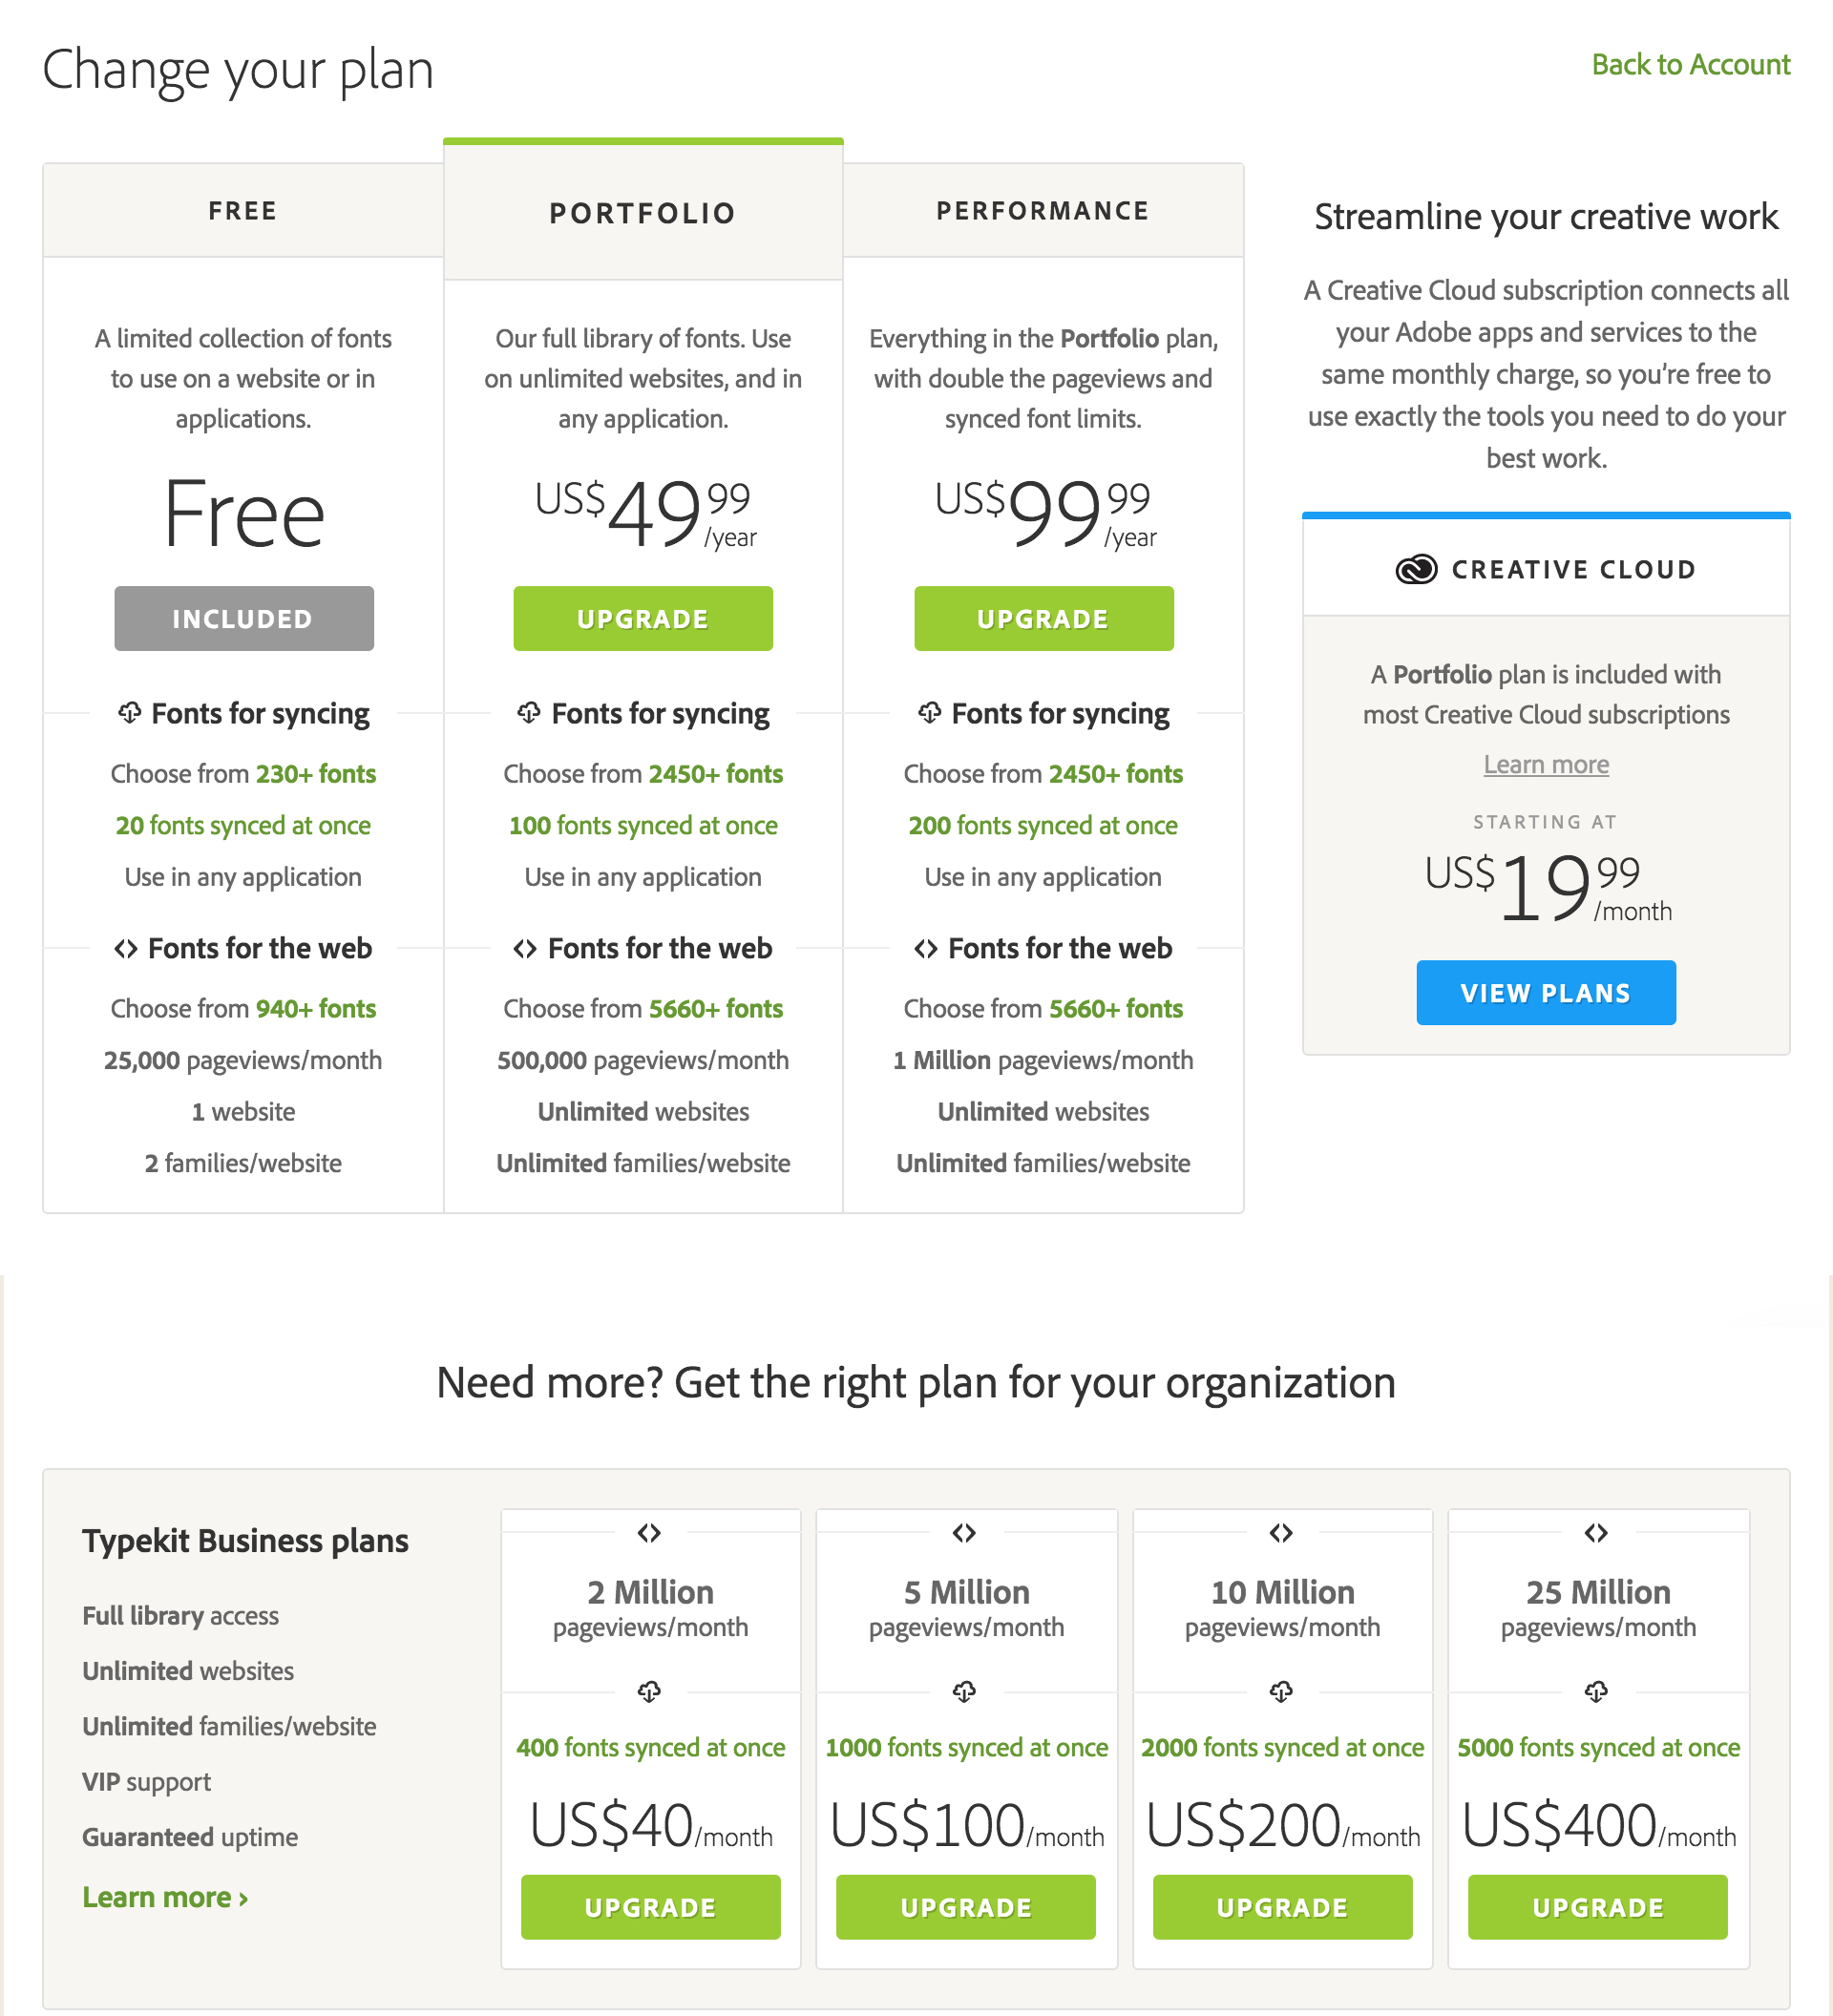 Change your plan
Back to Account
FREE
A limited collection of fonts
to use on a website or in
applications.
Free
INCLUDED
Fonts for syncing
Choose from 230+ fonts
20 fonts synced at once
Use in any application
Fonts for the web
Choose from 940+ fonts
25,000 pageviews/month
1 website
2 families/website
PORTFOLIO
Our full library of fonts. Use
on unlimited websites, and in
any application.
US$49 99 /year
UPGRADE
Fonts for syncing
Choose from 2450+ fonts
100 fonts synced at once
Use in any application
Fonts for the web
Choose from 5660+ fonts
500,000 pageviews/month
Unlimited websites
Unlimited families/website
PERFORMANCE
Everything in the Portfolio plan,
with double the pageviews and
synced font limits.
US$99 99 /year
UPGRADE
Fonts for syncing
Choose from 2450+ fonts
200 fonts synced at once
Use in any application
Fonts for the web
Choose from 5660+ fonts
1 Million pageviews/month
Unlimited websites
Unlimited families/website
Streamline your creative work
A Creative Cloud subscription connects all
your Adobe apps and services to the
same monthly charge, so you’re free to
use exactly the tools you need to do your
best work.
CREATIVE CLOUD
A Portfolio plan is included with
most Creative Cloud subscriptions
Learn more
STARTING AT
US$19 99 /month
VIEW PLANS
Need more? Get the right plan for your organization
Typekit Business plans
Full library access
Unlimited websites
Unlimited families/website
VIP support
Guaranteed uptime
Learn more ›
2 Million
pageviews/month
400 fonts synced at once
US$40/month
UPGRADE
5 Million
pageviews/month
1000 fonts synced at once
US$100/month
UPGRADE
10 Million
pageviews/month
2000 fonts synced at once
US$200/month
UPGRADE
25 Million
pageviews/month
5000 fonts synced at once
US$400/month
UPGRADE